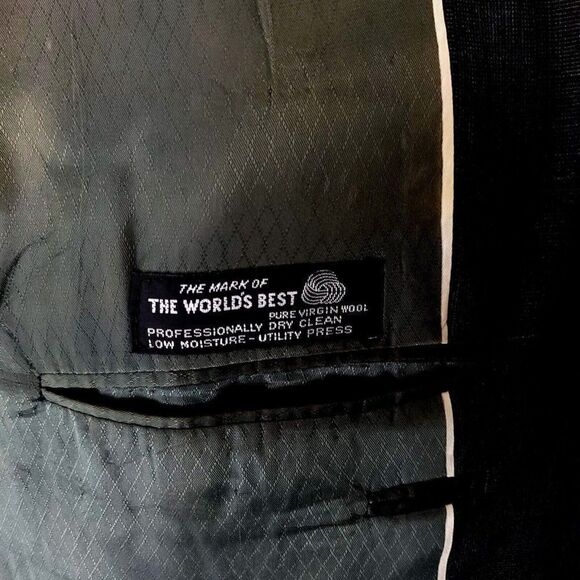 THE MARK OF
THE WORLD'S BEST
PURE VIRGIN WOOL
PROFESSIONALLY DRY CLEAN
LOW MOISTURE - UTILITY PRESS